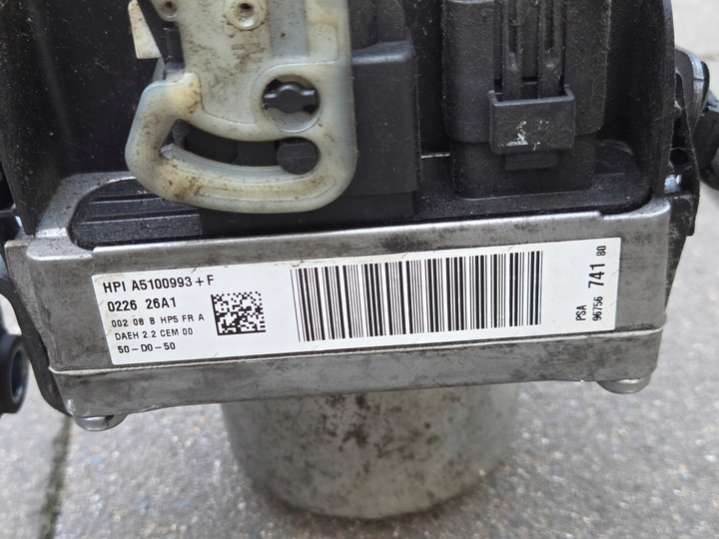 HPI A5100993+F
0226 26A1
002 08 B HP5 FR A
DAEH 2.2 CEM 00
50-D0-50
PSA
96756 741 80